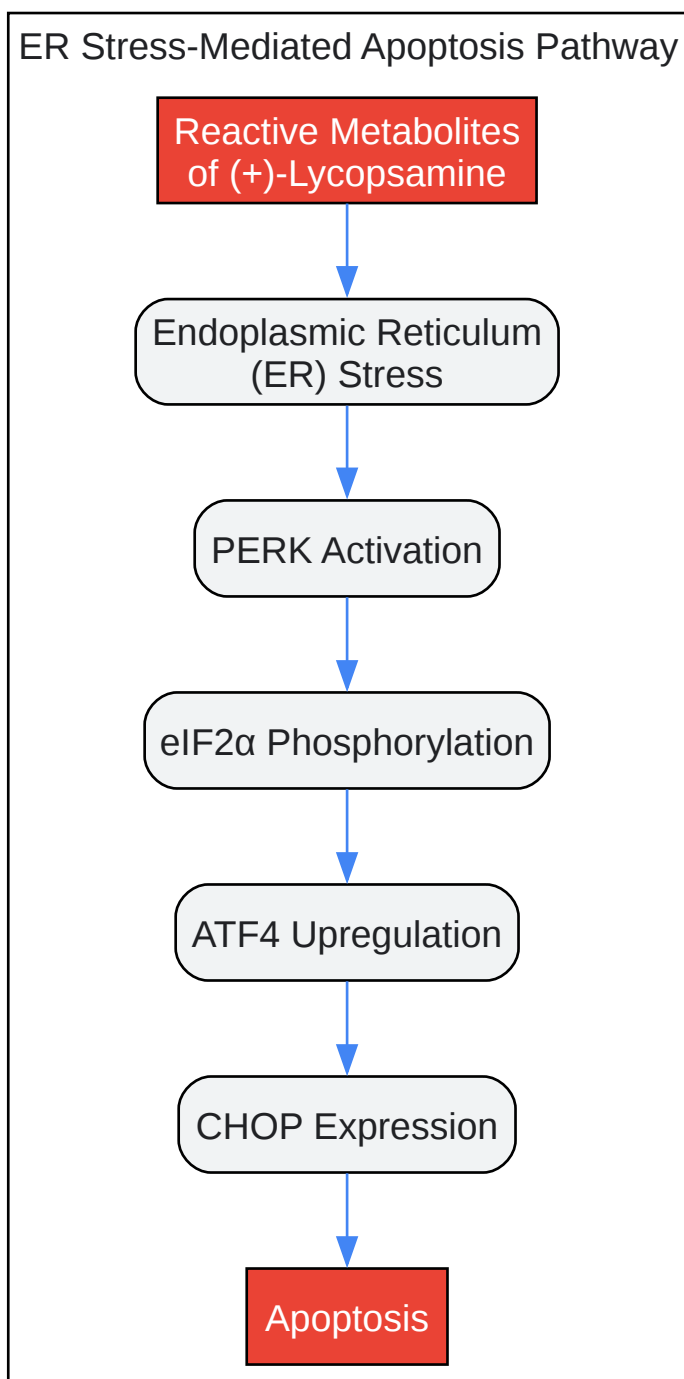 ER Stress-Mediated Apoptosis Pathway
Reactive Metabolites
of (+)-Lycopsamine
Endoplasmic Reticulum
(ER) Stress
PERK Activation
eIF2α Phosphorylation
ATF4 Upregulation
CHOP Expression
Apoptosis